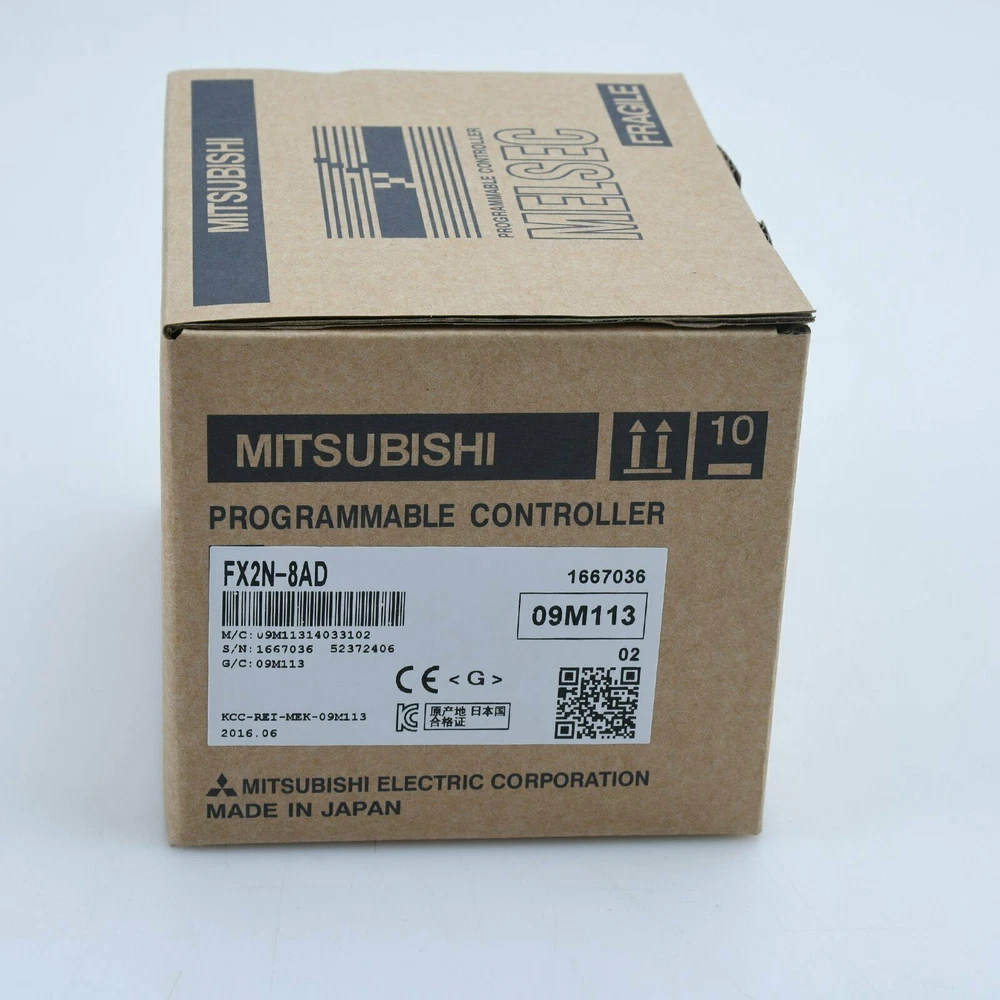 MITSUBISHI
PROGRAMMABLE CONTROLLER
MELSEC
FRAGILE
MITSUBISHI
10
PROGRAMMABLE CONTROLLER
FX2N-8AD
1667036
09M113
M/C:09M11314033102
S/N:1667036 52372406
G/C:09M113
02
CE <G>
KC
原产地 日本国
合格证
KCC-REI-MEK-09M113
2016.06
MITSUBISHI ELECTRIC CORPORATION
MADE IN JAPAN